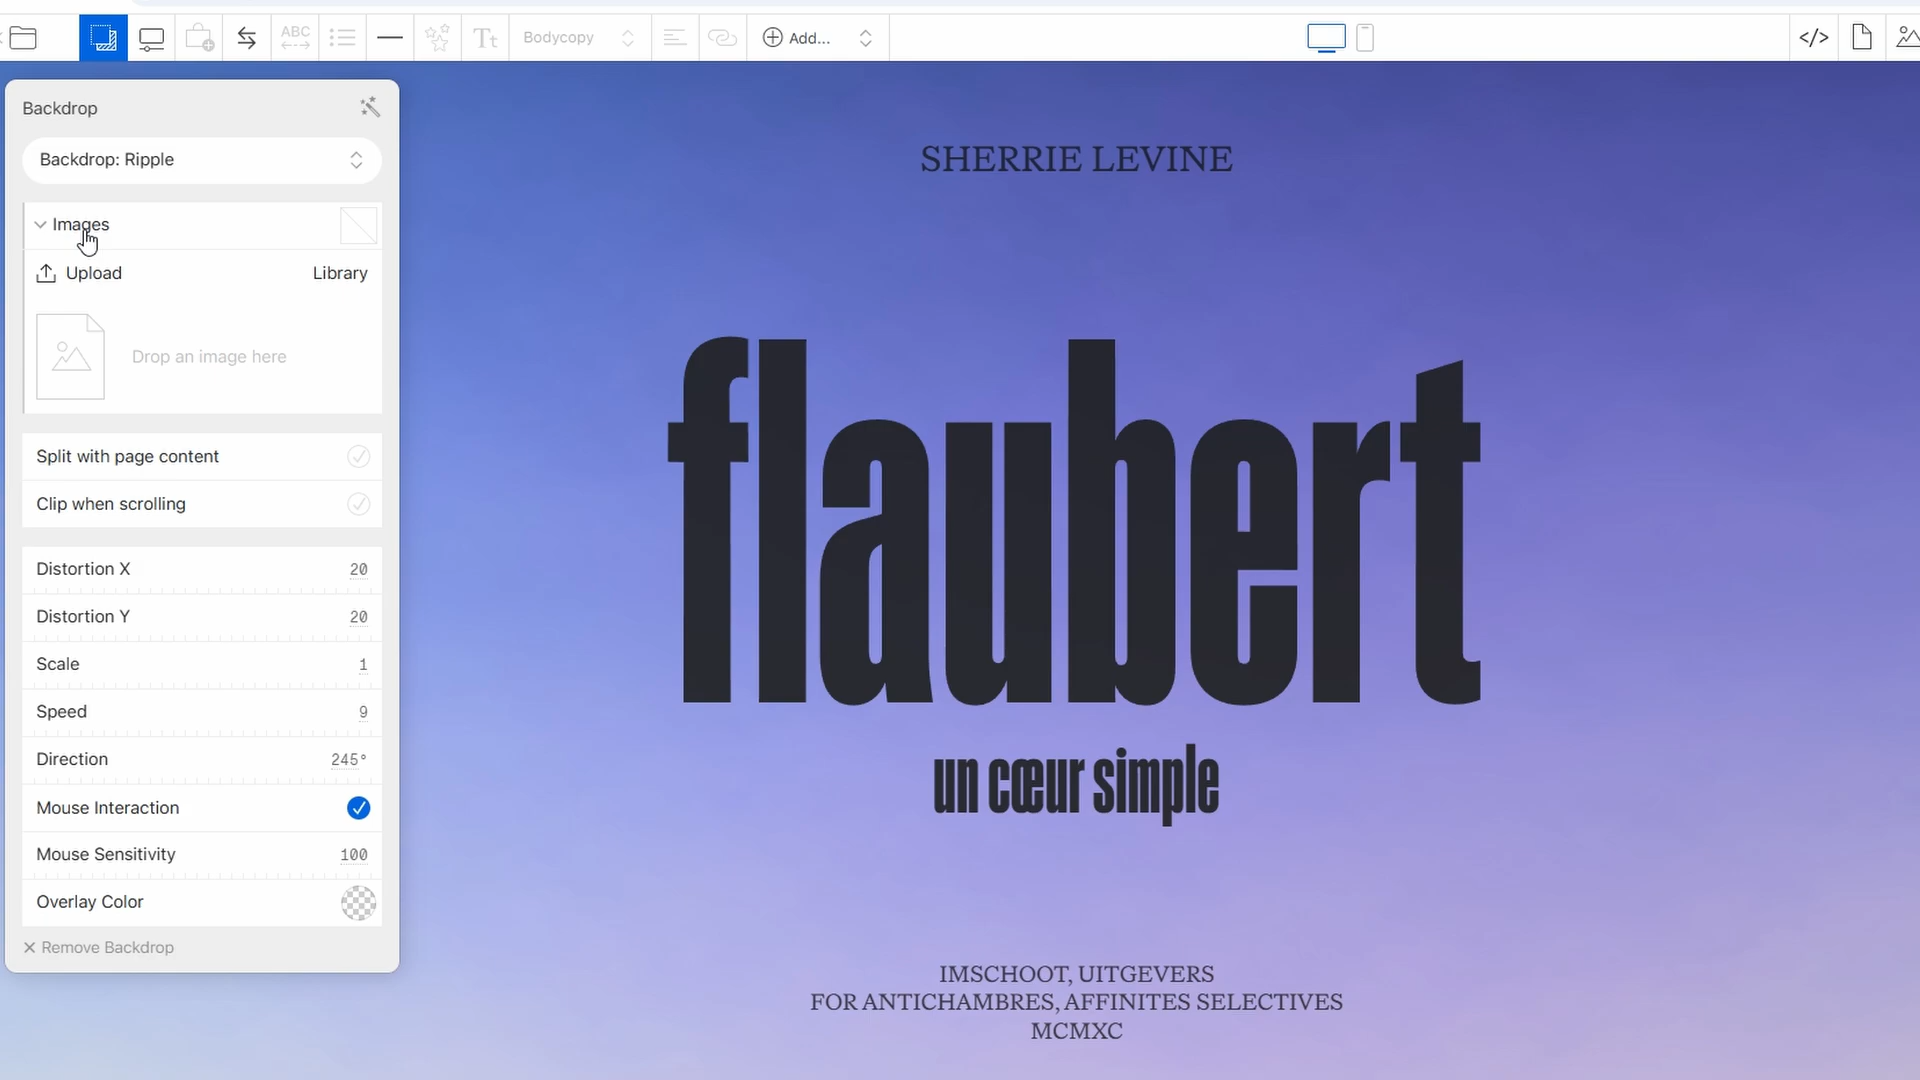 ABC
Tt
Bodycopy
Add...
</>
Backdrop
Backdrop: Ripple
Images
Upload
Library
Drop an image here
Split with page content
Clip when scrolling
Distortion X
20
Distortion Y
20
Scale
1
Speed
9
Direction
245°
Mouse Interaction
Mouse Sensitivity
100
Overlay Color
Remove Backdrop
SHERRIE LEVINE
flaubert
un cœur simple
IMSCHOOT, UITGEVERS
FOR ANTICHAMBRES, AFFINITES SELECTIVES
MCMXC